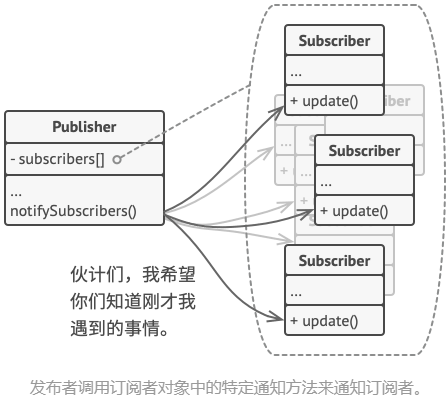 Publisher
- subscribers[]
...
notifySubscribers()
Subscriber
...
+ update()
Subscriber
...
+ update()
Subscriber
...
+ update()
伙计们，我希望
你们知道刚才我
遇到的事情。
发布者调用订阅者对象中的特定通知方法来通知订阅者。